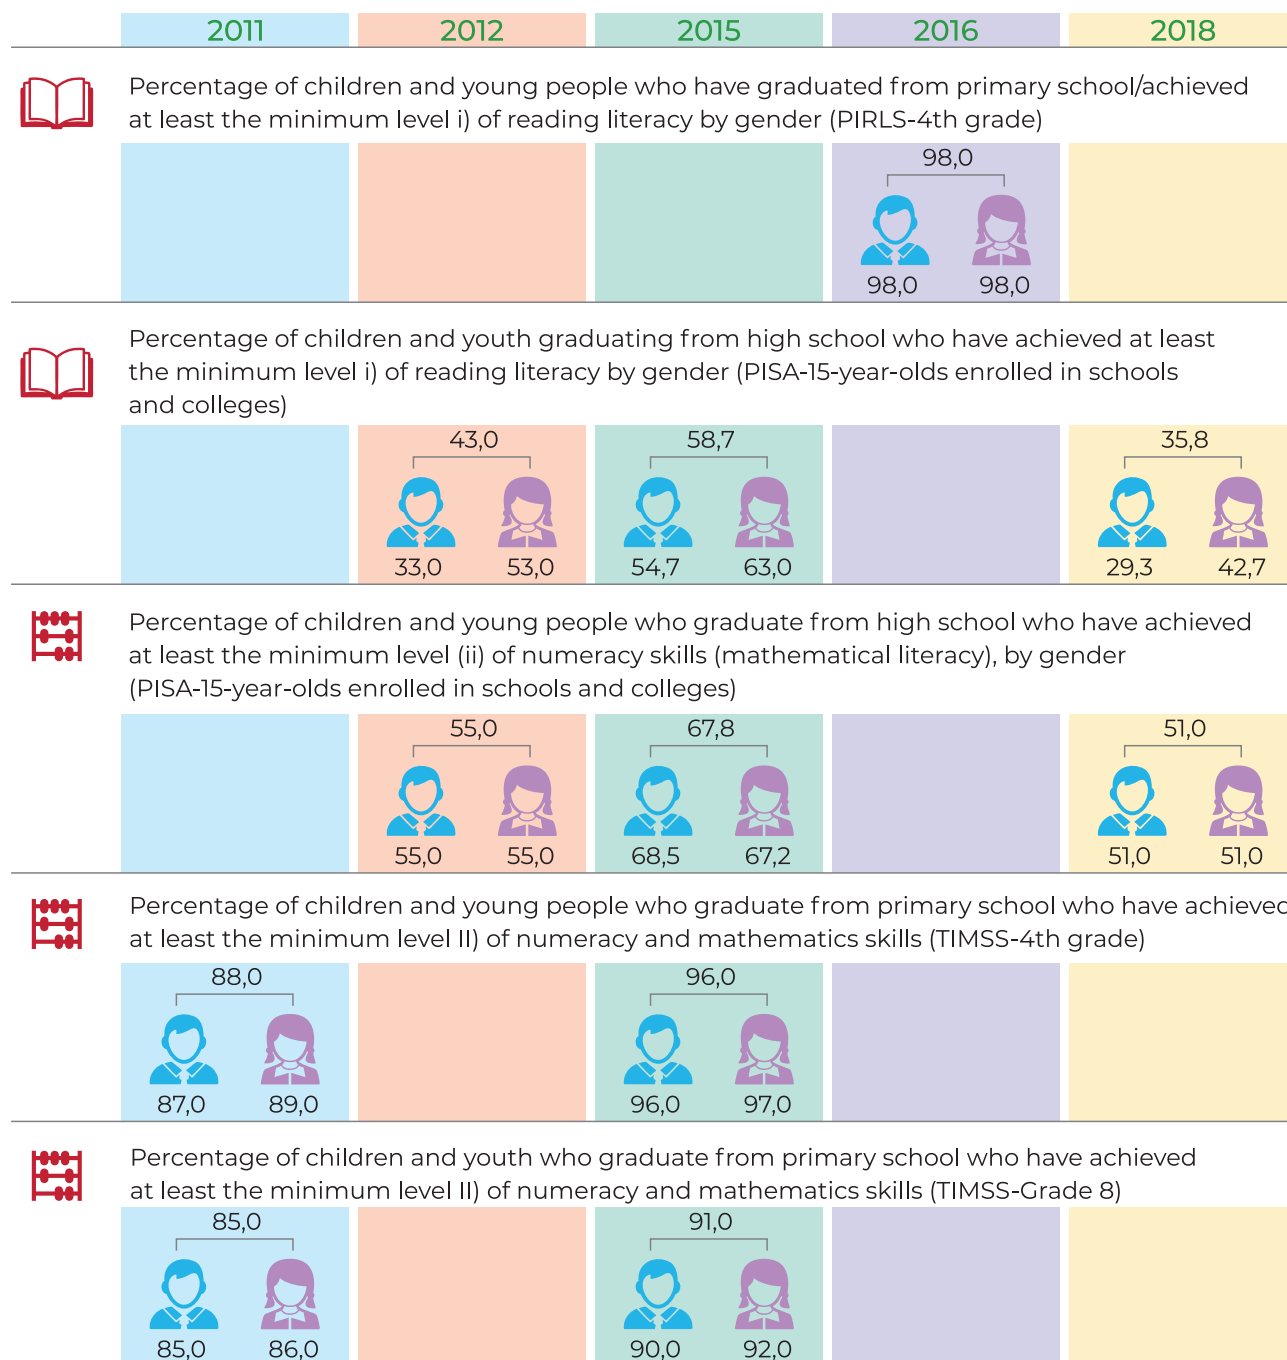 2011 2012 2015 2016 2018
Percentage of children and young people who have graduated from primary school/achieved
at least the minimum level i) of reading literacy by gender (PIRLS-4th grade)
98,0
98,0 98,0
Percentage of children and youth graduating from high school who have achieved at least
the minimum level i) of reading literacy by gender (PISA-15-year-olds enrolled in schools
and colleges)
43,0 58,7 35,8
33,0 53,0 54,7 63,0 29,3 42,7
Percentage of children and young people who graduate from high school who have achieved
at least the minimum level (ii) of numeracy skills (mathematical literacy), by gender
(PISA-15-year-olds enrolled in schools and colleges)
55,0 67,8 51,0
55,0 55,0 68,5 67,2 51,0 51,0
Percentage of children and young people who graduate from primary school who have achieved
at least the minimum level II) of numeracy and mathematics skills (TIMSS-4th grade)
88,0 96,0
87,0 89,0 96,0 97,0
Percentage of children and youth who graduate from primary school who have achieved
at least the minimum level II) of numeracy and mathematics skills (TIMSS-Grade 8)
85,0 91,0
85,0 86,0 90,0 92,0